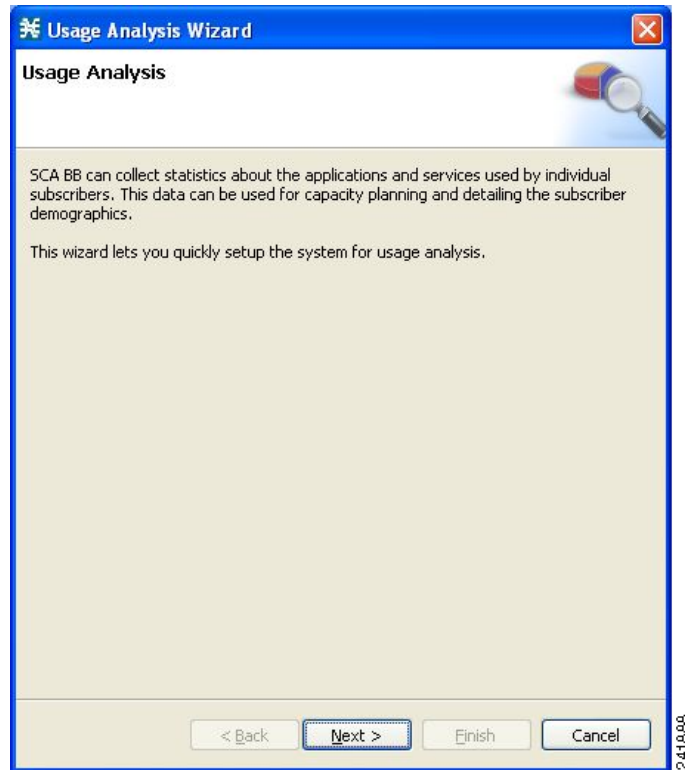 Usage Analysis Wizard
Usage Analysis
SCA BB can collect statistics about the applications and services used by individual
subscribers. This data can be used for capacity planning and detailing the subscriber
demographics.
This wizard lets you quickly setup the system for usage analysis.
< Back
Next >
Finish
Cancel
241888